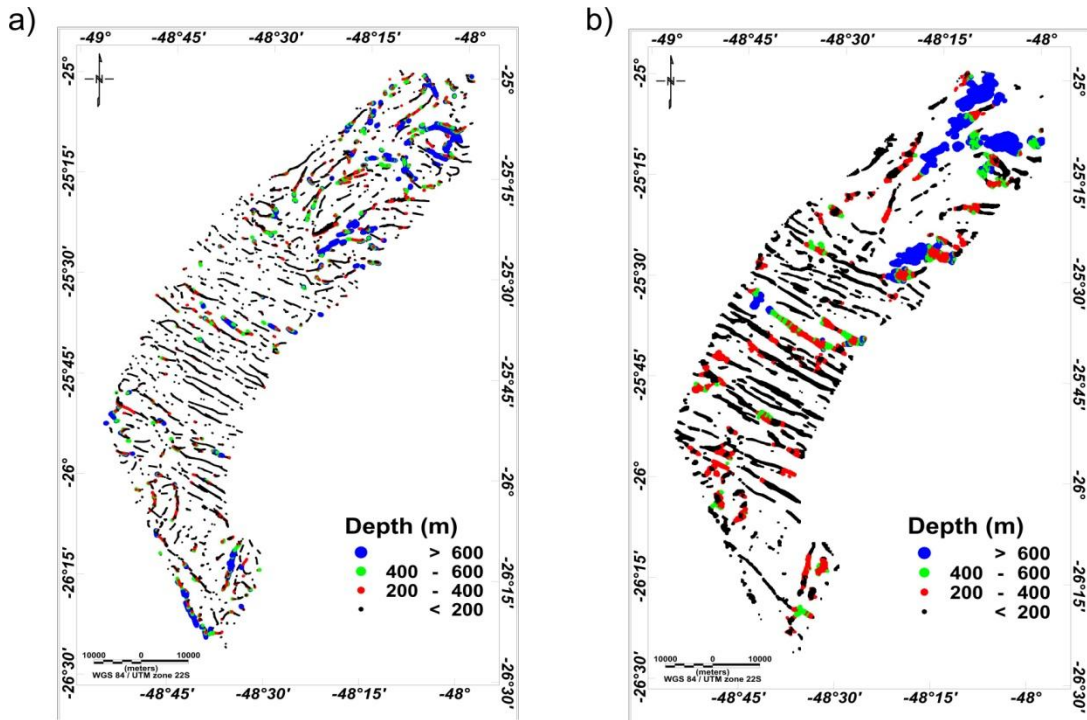 a)
-49° -48°45' -48°30' -48°15' -48°
N
-25° -25°15' -25°30' -25°45' -26° -26°15' -26°30'
-25° -25°15' -25°30' -25°45' -26° -26°15' -26°30'
Depth (m)
> 600
400 - 600
200 - 400
< 200
10000 0 10000
(meters)
WGS 84 / UTM zone 22S
-48°45' -48°30' -48°15' -48°
b)
-49° -48°45' -48°30' -48°15' -48°
N
-25° -25°15' -25°30' -25°45' -26° -26°15' -26°30'
-25° -25°15' -25°30' -25°45' -26° -26°15' -26°30'
Depth (m)
> 600
400 - 600
200 - 400
< 200
10000 0 10000
(meters)
WGS 84 / UTM zone 22S
-48°45' -48°30' -48°15' -48°